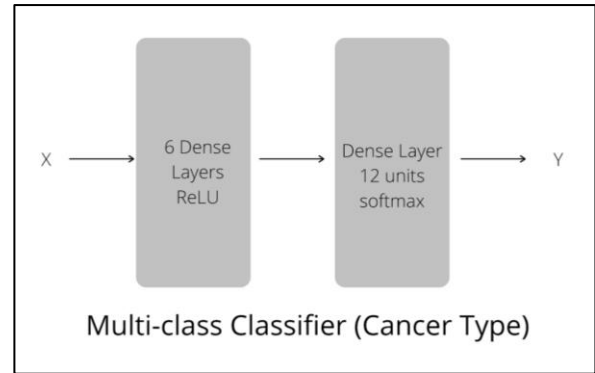 X
6 Dense
Layers
ReLU
Dense Layer
12 units
softmax
Y
Multi-class Classifier (Cancer Type)